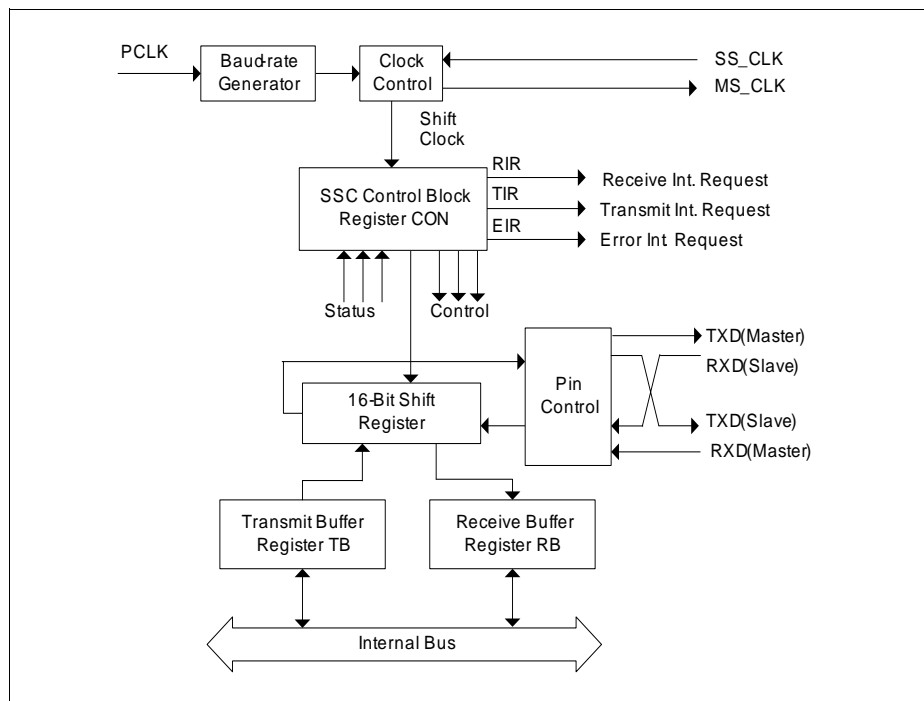 PCLK
Baud-rate
Generator
Clock
Control
SS_CLK
MS_CLK
Shift
Clock
SSC Control Block
Register CON
RIR
TIR
EIR
Receive Int. Request
Transmit Int. Request
Error Int. Request
Status
Control
16-Bit Shift
Register
Pin
Control
TXD(Master)
RXD(Slave)
TXD(Slave)
RXD(Master)
Transmit Buffer
Register TB
Receive Buffer
Register RB
Internal Bus